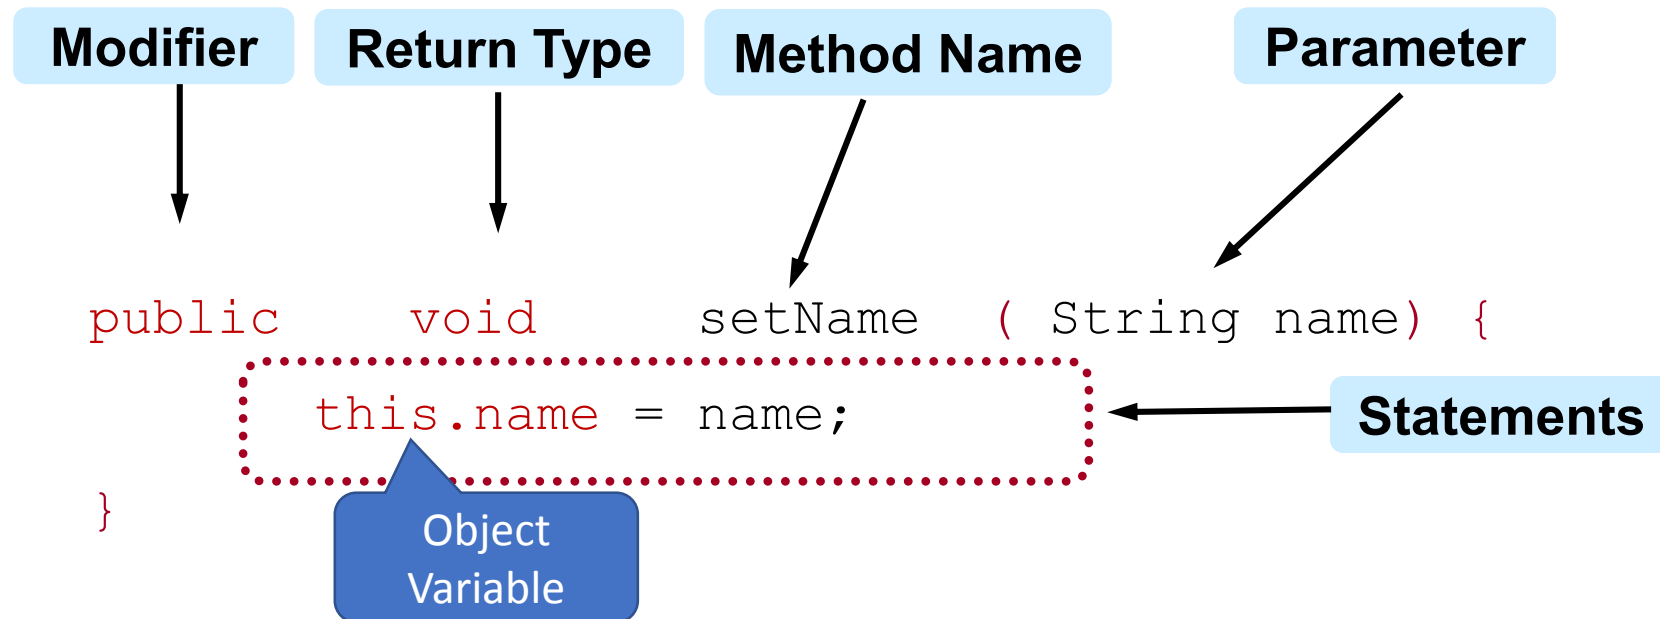 Modifier Return Type Method Name Parameter
public void setName ( String name) {
this.name = name;
Statements
}
Object
Variable